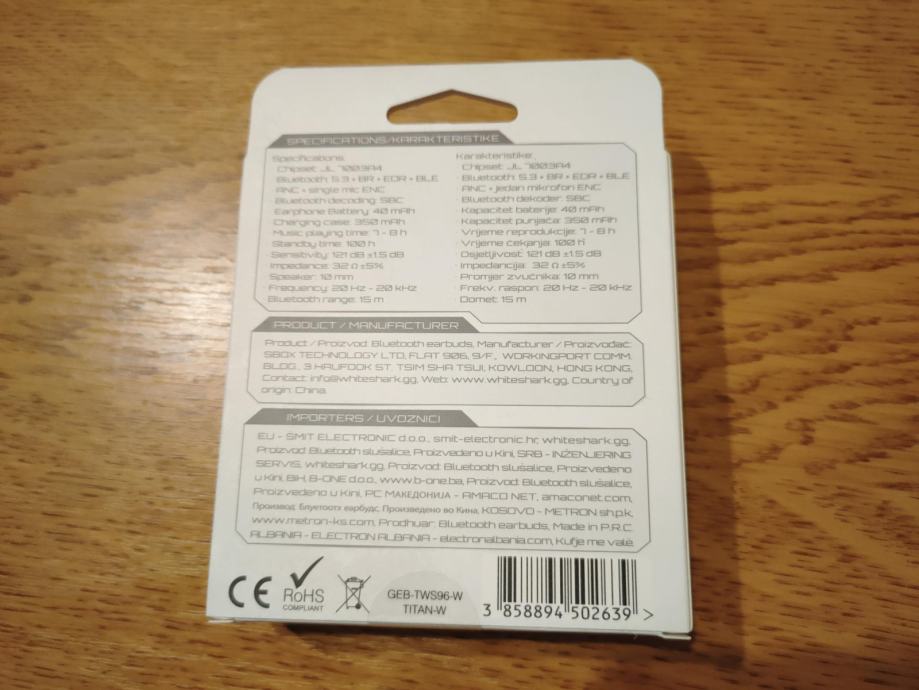 SPECIFICATIONS/KARAKTERISTIKE
Specifications:
· Chipset: JL 7003A4
· Bluetooth: 5.3 + BR + EDR + BLE
· ANC + single mic ENC
· Bluetooth decoding: SBC
· Earphone Battery: 40 mAh
· Charging case: 350 mAh
· Music playing time: 7 - 8 h
· Standby time: 100 h
· Sensitivity: 121 dB ±1.5 dB
· Impedance: 32 Ω ±5%
· Speaker: 10 mm
· Frequency: 20 Hz - 20 kHz
· Bluetooth range: 15 m
Karakteristike:
· Chipset: JL 7003A4
· Bluetooth: 5.3 + BR + EDR + BLE
· ANC + jedan mikrofon ENC
· Bluetooth dekoder: SBC
· Kapacitet baterije: 40 mAh
· Kapacitet punjača: 350 mAh
· Vrijeme reprodukcije: 7 - 8 h
· Vrijeme čekanja: 100 h
· Osjetljivost: 121 dB ±1.5 dB
· Impedancija: 32 Ω ±5%
· Promjer zvučnika: 10 mm
· Frekv. raspon: 20 Hz - 20 kHz
· Domet: 15 m
PRODUCT / MANUFACTURER
Product / Proizvod: Bluetooth earbuds, Manufacturer / Proizvođač:
SBOX TECHNOLOGY LTD, FLAT 906, 9/F., WORKINGPORT COMM.
BLDG., 3 HAUFOOK ST. TSIM SHA TSUI, KOWLOON, HONG KONG,
Contact: info@whiteshark.gg, Web: www.whiteshark.gg, Country of
origin: China
IMPORTERS / UVOZNICI
EU - SMIT ELECTRONIC d.o.o., smit-electronic.hr, whiteshark.gg,
Proizvod: Bluetooth slušalice, Proizvedeno u Kini, SRB - INŽENJERING
SERVIS, whiteshark.gg, Proizvod: Bluetooth slušalice, Proizvedeno
u Kini, BiH, B-ONE d.o.o., www.b-one.ba, Proizvod: Bluetooth slušalice,
Proizvedeno u Kini, РС МАКЕДОНИЈА - AMACO NET, amaconet.com,
Производ: Блуетоотх еарбудс, Произведено во Кина, KOSOVO - METRON sh.p.k,
www.metron-ks.com, Prodhuar: Bluetooth earbuds, Made in P.R.C.
ALBANIA - ELECTRON ALBANIA - electronalbania.com, Kufje me valë,
CE
RoHS
COMPLIANT
GEB-TWS96-W
TITAN-W
3 858894 502639 >